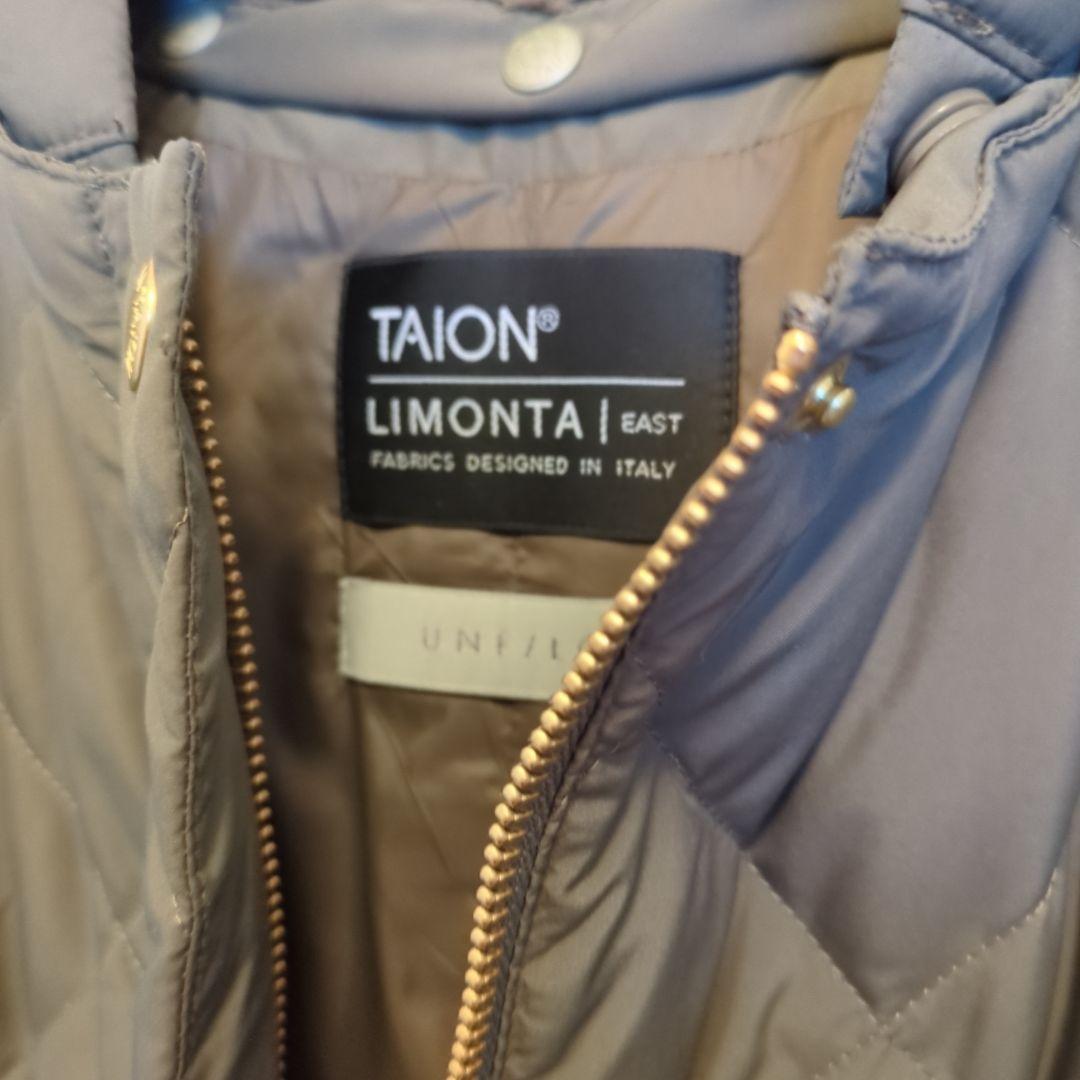 TAION®
LIMONTA | EAST
FABRICS DESIGNED IN ITALY